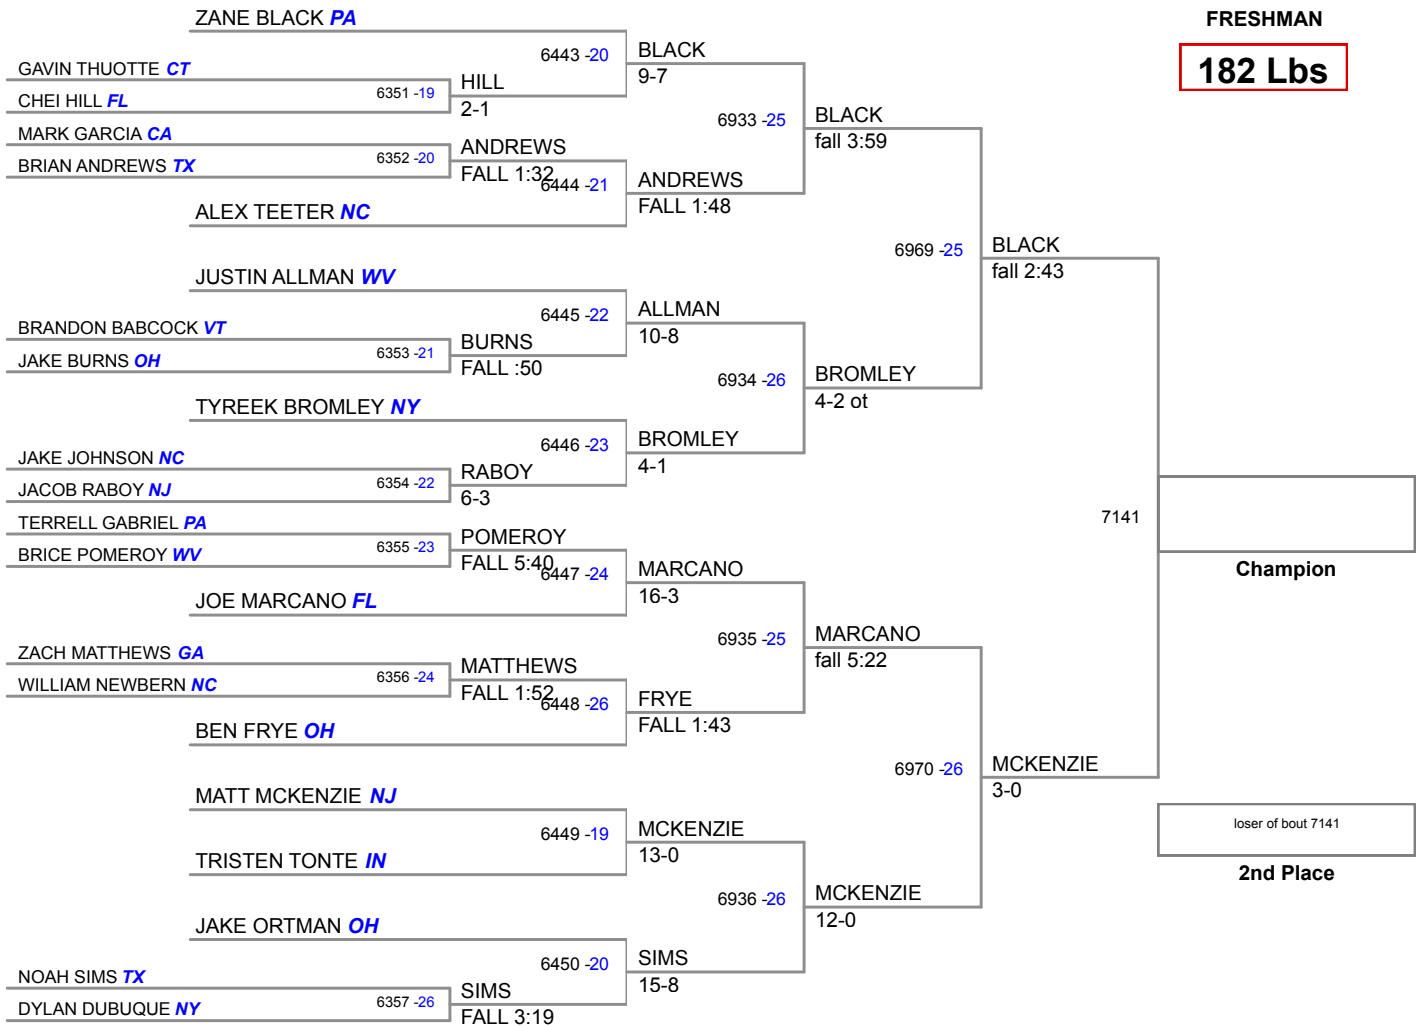 ZANE BLACK PA
FRESHMAN
182 Lbs
6443 -20
BLACK
9-7
GAVIN THUOTTE CT
CHEI HILL FL
6351 -19
HILL
2-1
MARK GARCIA CA
BRIAN ANDREWS TX
6352 -20
ANDREWS
FALL 1:32
6444 -21
ANDREWS
FALL 1:48
6933 -25
BLACK
fall 3:59
ALEX TEETER NC
6969 -25
BLACK
fall 2:43
JUSTIN ALLMAN WV
6445 -22
ALLMAN
10-8
BRANDON BABCOCK VT
JAKE BURNS OH
6353 -21
BURNS
FALL :50
6934 -26
BROMLEY
4-2 ot
TYREEK BROMLEY NY
6446 -23
BROMLEY
4-1
JAKE JOHNSON NC
JACOB RABOY NJ
6354 -22
RABOY
6-3
7141
Champion
TERRELL GABRIEL PA
BRICE POMEROY WV
6355 -23
POMEROY
FALL 5:40
6447 -24
MARCANO
16-3
JOE MARCANO FL
6935 -25
MARCANO
fall 5:22
ZACH MATTHEWS GA
WILLIAM NEWBERN NC
6356 -24
MATTHEWS
FALL 1:52
6448 -26
FRYE
FALL 1:43
BEN FRYE OH
6970 -26
MCKENZIE
3-0
MATT MCKENZIE NJ
6449 -19
MCKENZIE
13-0
TRISTEN TONTE IN
loser of bout 7141
2nd Place
6936 -26
MCKENZIE
12-0
JAKE ORTMAN OH
6450 -20
SIMS
15-8
NOAH SIMS TX
DYLAN DUBUQUE NY
6357 -26
SIMS
FALL 3:19